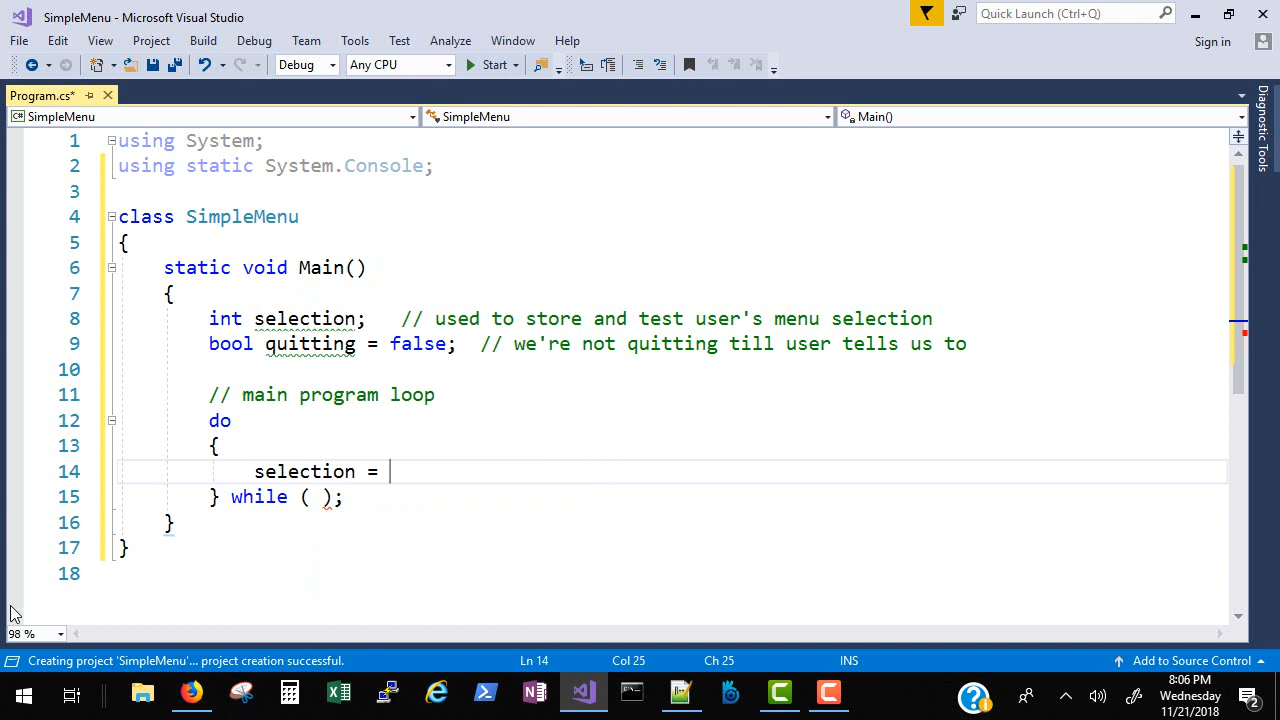 SimpleMenu - Microsoft Visual Studio
Quick Launch (Ctrl+Q)
File Edit View Project Build Debug Team Tools Test Analyze Window Help
Sign in
Debug Any CPU Start
Program.cs*
SimpleMenu SimpleMenu Main()
Diagnostic Tools
1 using System;
2 using static System.Console;
3
4 class SimpleMenu
5 {
6 static void Main()
7 {
8 int selection; // used to store and test user's menu selection
9 bool quitting = false; // we're not quitting till user tells us to
10
11 // main program loop
12 do
13 {
14 selection =
15 } while ( );
16 }
17 }
18
98 %
Creating project 'SimpleMenu'... project creation successful. Ln 14 Col 25 Ch 25 INS Add to Source Control
8:06 PM
Wednesday
11/21/2018
2